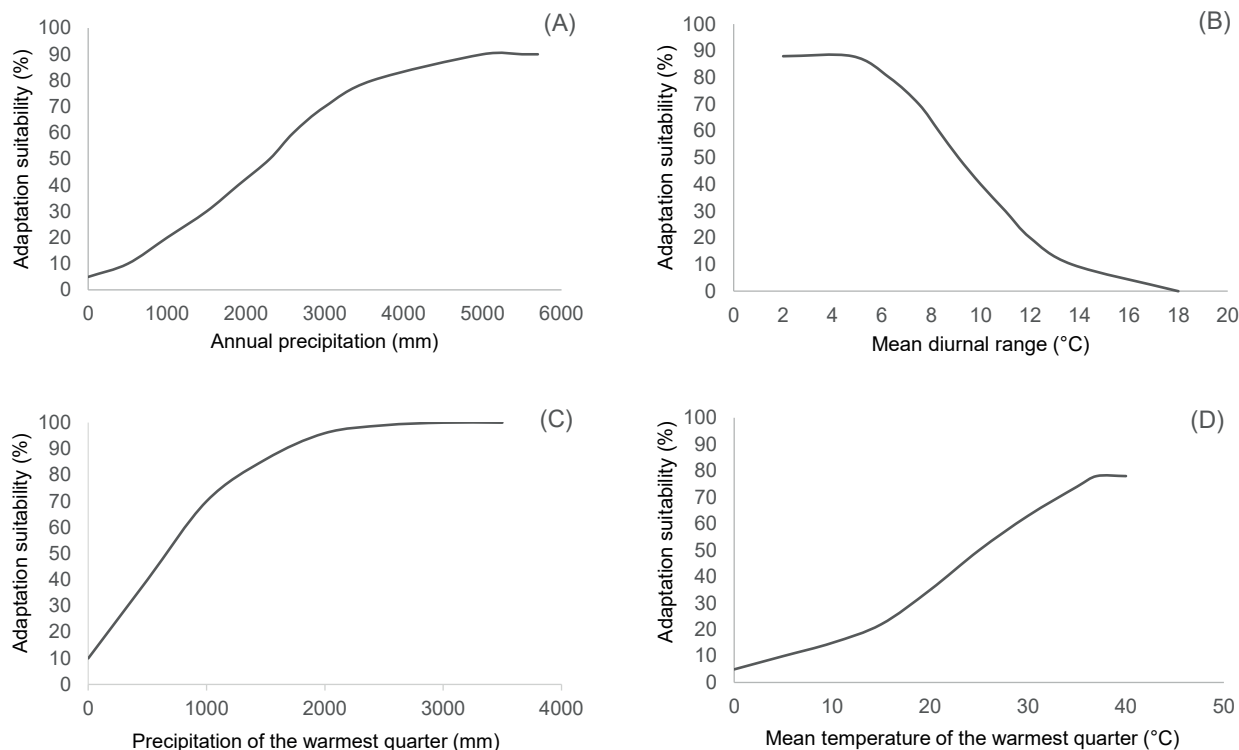 (A)
Adaptation suitability (%)
100
90
80
70
60
50
40
30
20
10
0
0 1000 2000 3000 4000 5000 6000
Annual precipitation (mm)
(B)
Adaptation suitability (%)
100
90
80
70
60
50
40
30
20
10
0
0 2 4 6 8 10 12 14 16 18 20
Mean diurnal range (°C)
(C)
Adaptation suitability (%)
100
90
80
70
60
50
40
30
20
10
0
0 1000 2000 3000 4000
Precipitation of the warmest quarter (mm)
(D)
Adaptation suitability (%)
100
90
80
70
60
50
40
30
20
10
0
0 10 20 30 40 50
Mean temperature of the warmest quarter (°C)